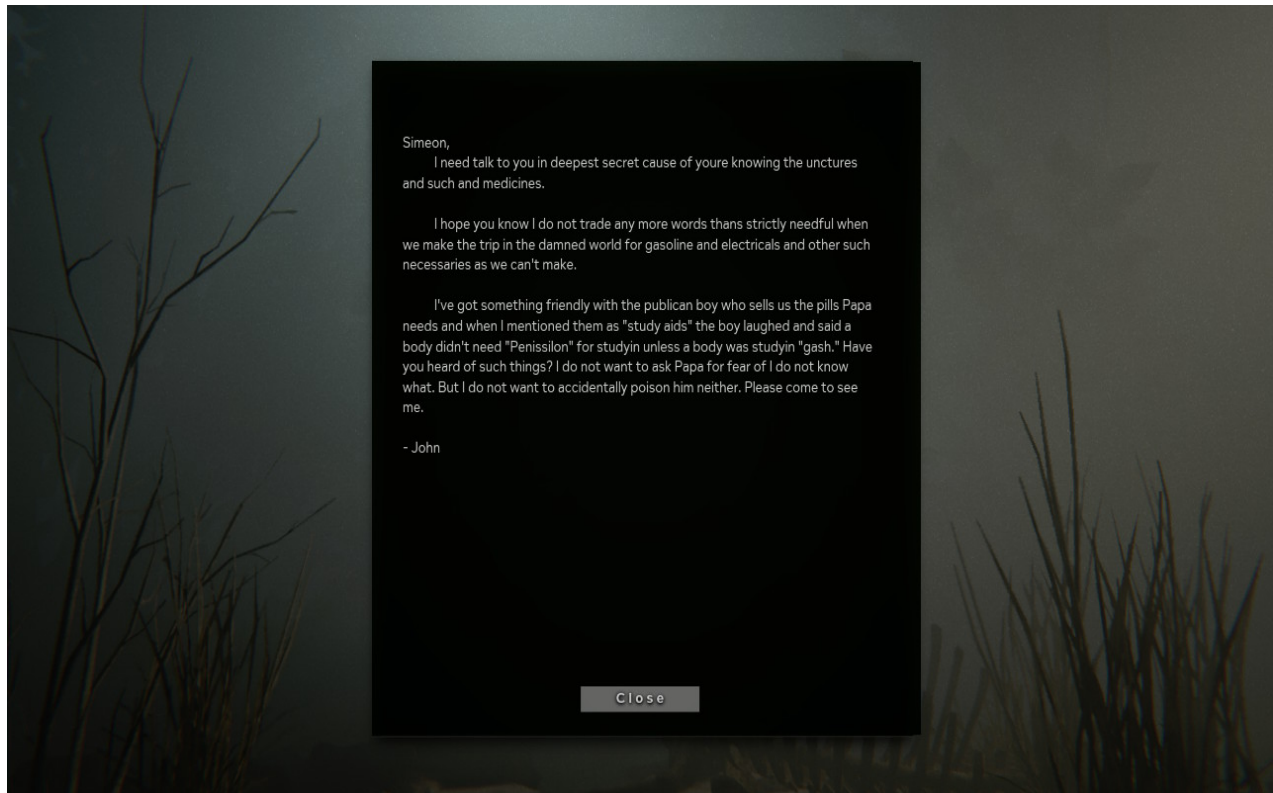 Simeon,
I need talk to you in deepest secret cause of youre knowing the unctures
and such and medicines.
I hope you know I do not trade any more words thans strictly needful when
we make the trip in the damned world for gasoline and electricals and other such
necessaries as we can't make.
I've got something friendly with the publican boy who sells us the pills Papa
needs and when I mentioned them as "study aids" the boy laughed and said a
body didn't need "Penissilon" for studyin unless a body was studyin "gash." Have
you heard of such things? I do not want to ask Papa for fear of I do not know
what. But I do not want to accidentally poison him neither. Please come to see
me.
- John
Close